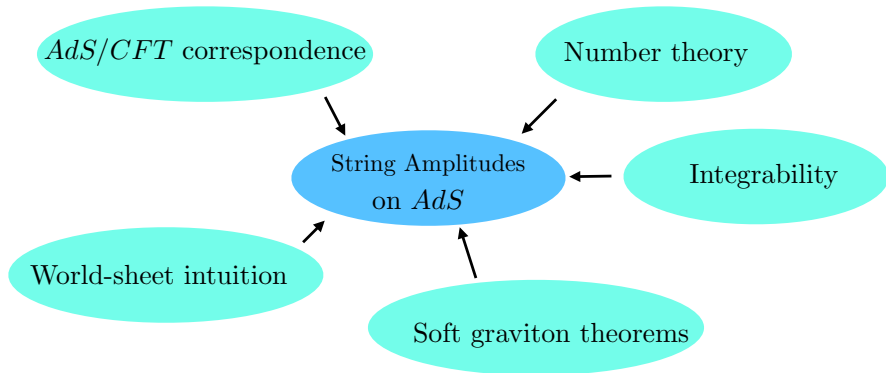 AdS/CFT correspondence
Number theory
String Amplitudes
on AdS
Integrability
World-sheet intuition
Soft graviton theorems